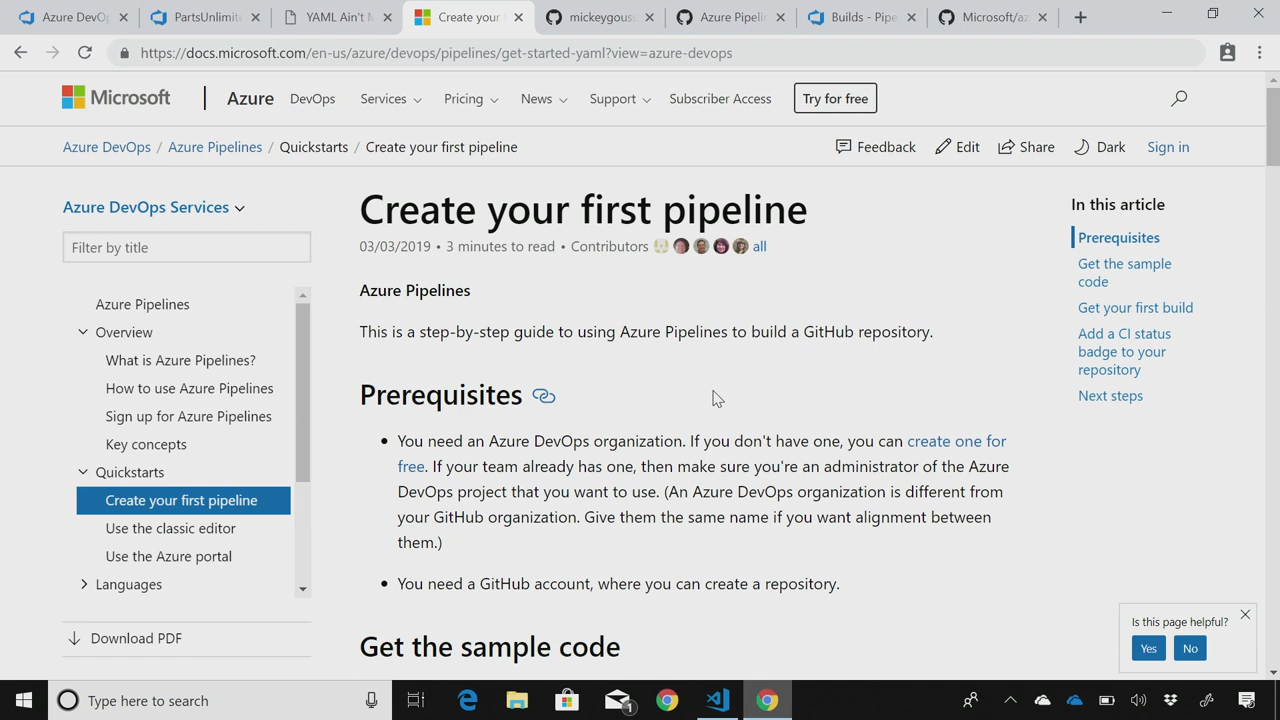 Azure DevOp
PartsUnlimite
YAML Ain't M
Create your f
mickeygousc
Azure Pipelin
Builds - Pipe
Microsoft/az
https://docs.microsoft.com/en-us/azure/devops/pipelines/get-started-yaml?view=azure-devops
Microsoft
Azure
DevOps
Services
Pricing
News
Support
Subscriber Access
Try for free
Azure DevOps / Azure Pipelines / Quickstarts / Create your first pipeline
Feedback
Edit
Share
Dark
Sign in
Azure DevOps Services
Filter by title
Azure Pipelines
Overview
What is Azure Pipelines?
How to use Azure Pipelines
Sign up for Azure Pipelines
Key concepts
Quickstarts
Create your first pipeline
Use the classic editor
Use the Azure portal
Languages
Download PDF
Create your first pipeline
03/03/2019 • 3 minutes to read • Contributors all
Azure Pipelines
This is a step-by-step guide to using Azure Pipelines to build a GitHub repository.
Prerequisites
• You need an Azure DevOps organization. If you don't have one, you can create one for
free. If your team already has one, then make sure you're an administrator of the Azure
DevOps project that you want to use. (An Azure DevOps organization is different from
your GitHub organization. Give them the same name if you want alignment between
them.)
• You need a GitHub account, where you can create a repository.
Get the sample code
In this article
Prerequisites
Get the sample
code
Get your first build
Add a CI status
badge to your
repository
Next steps
Is this page helpful?
Yes
No
Type here to search
1